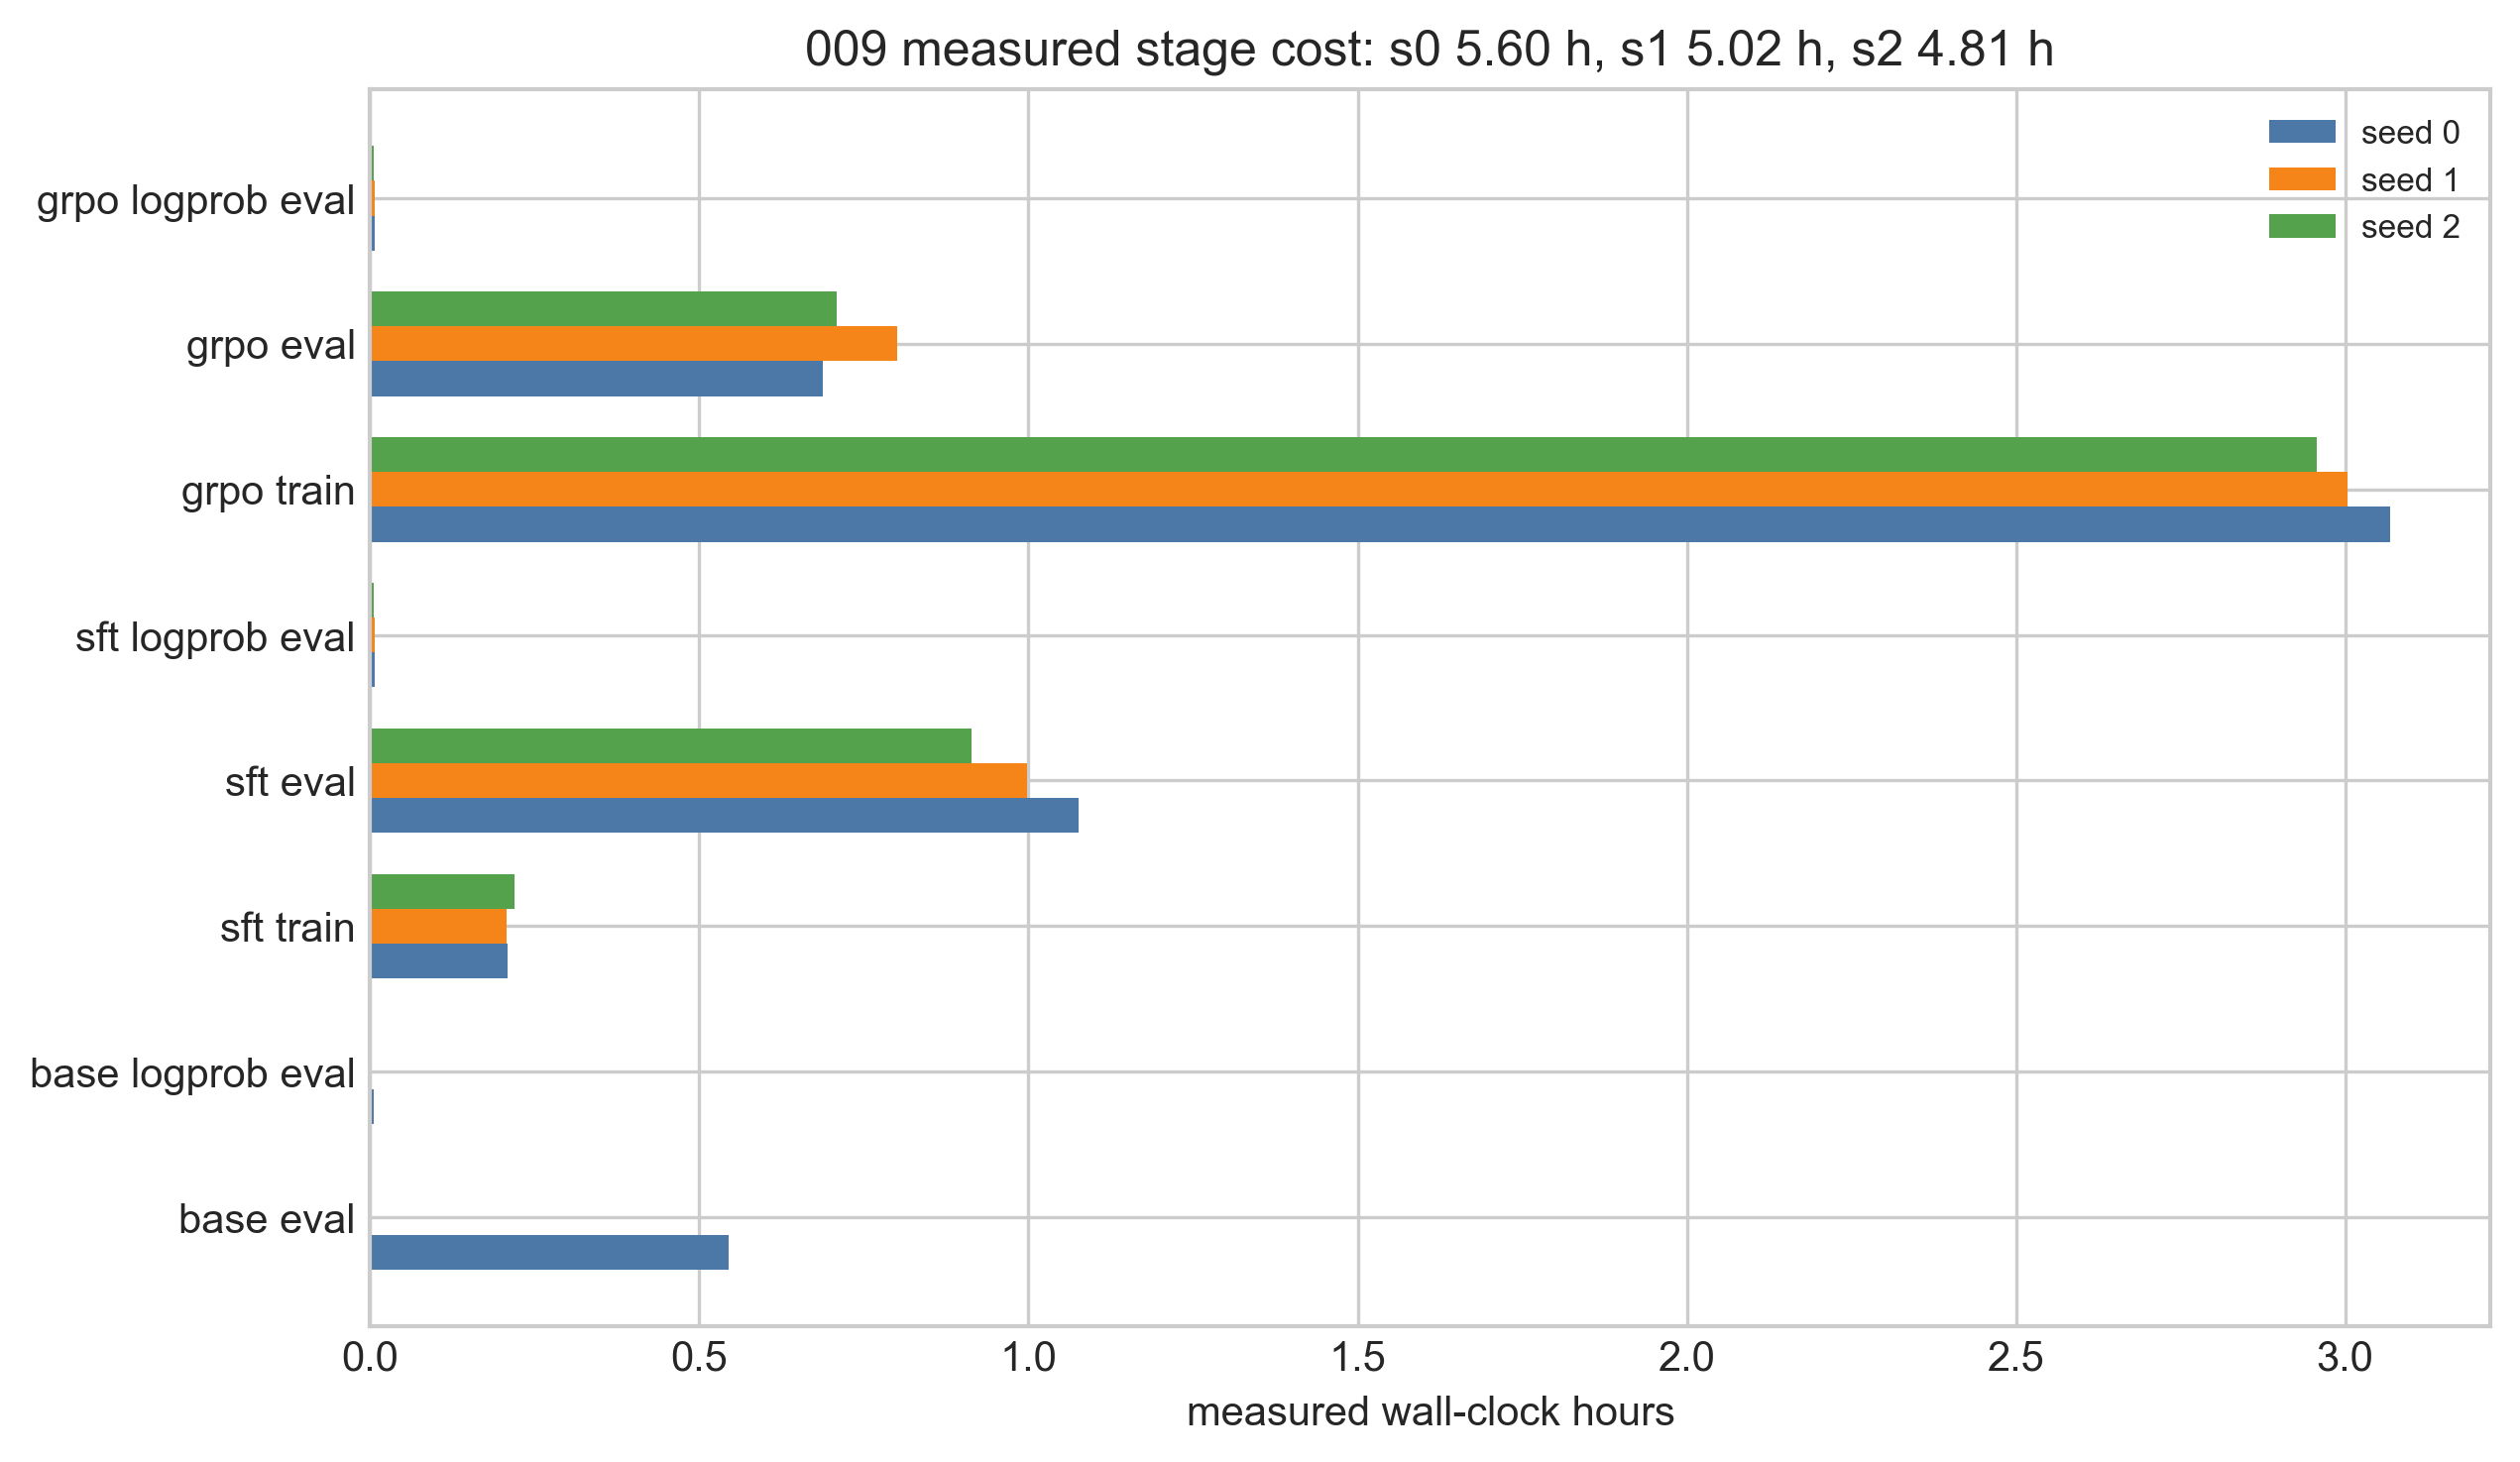 009 measured stage cost: s0 5.60 h, s1 5.02 h, s2 4.81 h
seed 0
seed 1
seed 2
grpo logprob eval
grpo eval
grpo train
sft logprob eval
sft eval
sft train
base logprob eval
base eval
0.0 0.5 1.0 1.5 2.0 2.5 3.0
measured wall-clock hours